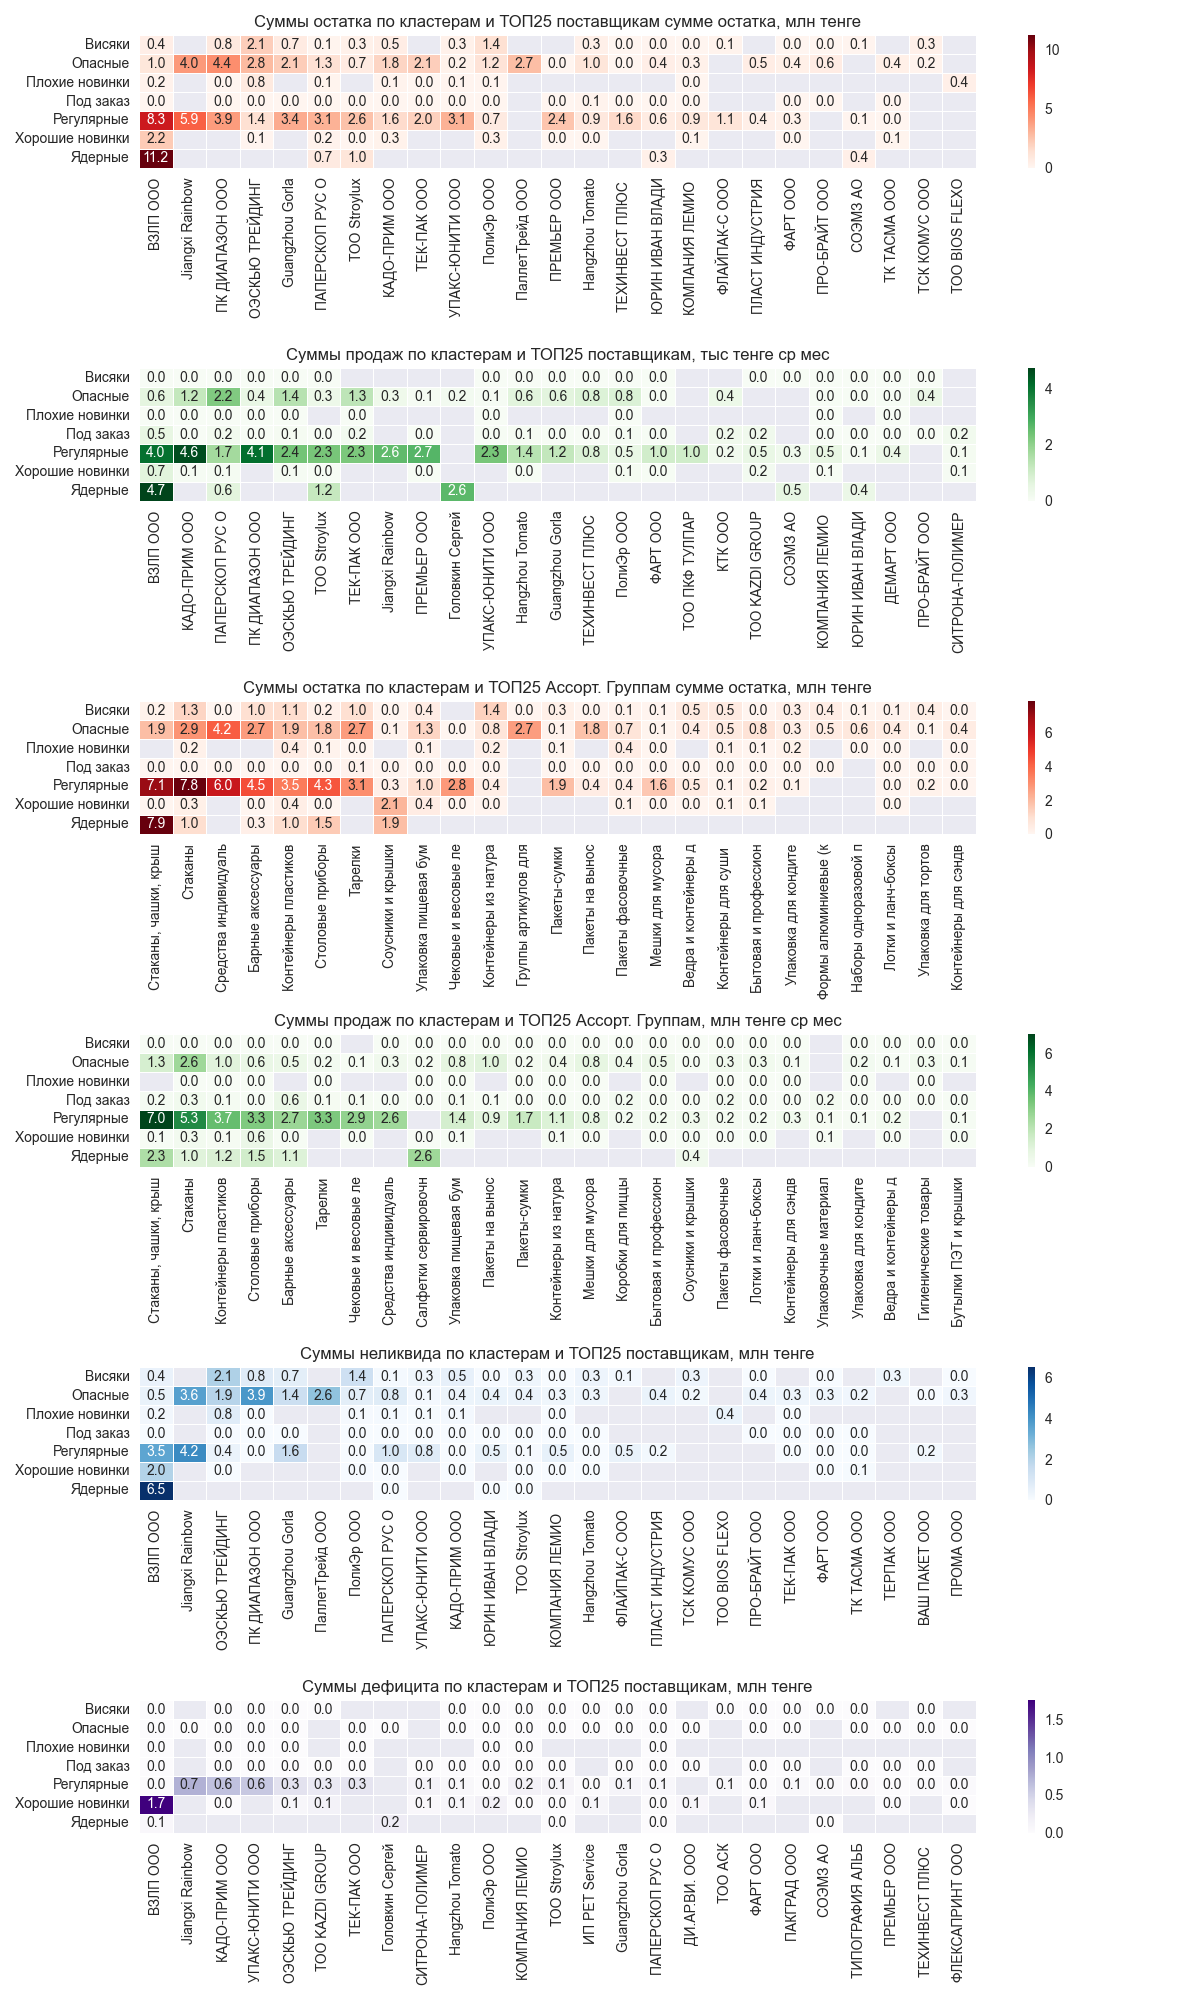 Суммы остатка по кластерам и ТОП25 поставщикам сумме остатка, млн тенге
Висяки 0.4 0.8 2.1 0.7 0.1 0.3 0.5 0.3 1.4 0.3 0.0 0.0 0.0 0.1 0.0 0.0 0.1 0.3
Опасные 1.0 4.0 4.4 2.8 2.1 1.3 0.7 1.8 2.1 0.2 1.2 2.7 0.0 1.0 0.0 0.4 0.3 0.5 0.4 0.6 0.4 0.2
Плохие новинки 0.2 0.0 0.8 0.1 0.1 0.0 0.1 0.1 0.0 0.4
Под заказ 0.0 0.0 0.0 0.0 0.0 0.0 0.0 0.0 0.0 0.0 0.0 0.1 0.0 0.0 0.0 0.0 0.0 0.0
Регулярные 8.3 5.9 3.9 1.4 3.4 3.1 2.6 1.6 2.0 3.1 0.7 2.4 0.9 1.6 0.6 0.9 1.1 0.4 0.3 0.1 0.0
Хорошие новинки 2.2 0.1 0.2 0.0 0.3 0.3 0.0 0.0 0.1 0.0 0.1
Ядерные 11.2 0.7 1.0 0.3 0.4
10
5
0
ВЗЛП ООО
Jiangxi Rainbow
ПК ДИАПАЗОН ООО
ОЭСКЬЮ ТРЕЙДИНГ
Guangzhou Gorla
ПАПЕРСКОП РУС О
ТОО Stroylux
КАДО-ПРИМ ООО
ТЕК-ПАК ООО
УПАКС-ЮНИТИ ООО
ПолиЭр ООО
ПаллетТрейд ООО
ПРЕМЬЕР ООО
Hangzhou Tomato
ТЕХИНВЕСТ ПЛЮС
ЮРИН ИВАН ВЛАДИ
КОМПАНИЯ ЛЕМИО
ФЛАЙПАК-С ООО
ПЛАСТ ИНДУСТРИЯ
ФАРТ ООО
ПРО-БРАЙТ ООО
СОЭМЗ АО
ТК ТАСМА ООО
ТСК КОМУС ООО
ТОО BIOS FLEXO
Суммы продаж по кластерам и ТОП25 поставщикам, тыс тенге ср мес
Висяки 0.0 0.0 0.0 0.0 0.0 0.0 0.0 0.0 0.0 0.0 0.0 0.0 0.0 0.0 0.0 0.0 0.0 0.0
Опасные 0.6 1.2 2.2 0.4 1.4 0.3 1.3 0.3 0.1 0.2 0.1 0.6 0.6 0.8 0.8 0.0 0.4 0.0 0.0 0.0 0.4
Плохие новинки 0.0 0.0 0.0 0.0 0.0 0.0 0.0 0.0 0.0 0.0
Под заказ 0.5 0.0 0.2 0.0 0.1 0.0 0.2 0.0 0.0 0.1 0.0 0.0 0.1 0.0 0.2 0.2 0.0 0.0 0.0 0.0 0.2
Регулярные 4.0 4.6 1.7 4.1 2.4 2.3 2.3 2.6 2.7 2.3 1.4 1.2 0.8 0.5 1.0 1.0 0.2 0.5 0.3 0.5 0.1 0.4 0.1
Хорошие новинки 0.7 0.1 0.1 0.1 0.0 0.0 0.0 0.1 0.0 0.2 0.1 0.1
Ядерные 4.7 0.6 1.2 2.6 0.5 0.4
4
2
0
ВЗЛП ООО
КАДО-ПРИМ ООО
ПАПЕРСКОП РУС О
ПК ДИАПАЗОН ООО
ОЭСКЬЮ ТРЕЙДИНГ
ТОО Stroylux
ТЕК-ПАК ООО
Jiangxi Rainbow
ПРЕМЬЕР ООО
Головкин Сергей
УПАКС-ЮНИТИ ООО
Hangzhou Tomato
Guangzhou Gorla
ТЕХИНВЕСТ ПЛЮС
ПолиЭр ООО
ФАРТ ООО
ТОО ПКФ ТУЛПАР
КТК ООО
ТОО KAZDI GROUP
СОЭМЗ АО
КОМПАНИЯ ЛЕМИО
ЮРИН ИВАН ВЛАДИ
ДЕМАРТ ООО
ПРО-БРАЙТ ООО
СИТРОНА-ПОЛИМЕР
Суммы остатка по кластерам и ТОП25 Ассорт. Группам сумме остатка, млн тенге
Висяки 0.2 1.3 0.0 1.0 1.1 0.2 1.0 0.0 0.4 1.4 0.0 0.3 0.0 0.1 0.1 0.5 0.5 0.0 0.3 0.4 0.1 0.1 0.4 0.0
Опасные 1.9 2.9 4.2 2.7 1.9 1.8 2.7 0.1 1.3 0.0 0.8 2.7 0.1 1.8 0.7 0.1 0.4 0.5 0.8 0.3 0.5 0.6 0.4 0.1 0.4
Плохие новинки 0.2 0.4 0.1 0.0 0.1 0.2 0.1 0.4 0.0 0.1 0.1 0.2 0.0 0.0 0.0
Под заказ 0.0 0.0 0.0 0.0 0.0 0.0 0.1 0.0 0.0 0.0 0.0 0.0 0.0 0.0 0.0 0.0 0.0 0.0 0.0 0.0 0.0 0.0 0.0
Регулярные 7.1 7.8 6.0 4.5 3.5 4.3 3.1 0.3 1.0 2.8 0.4 1.9 0.4 0.4 1.6 0.5 0.1 0.2 0.1 0.0 0.2 0.0
Хорошие новинки 0.0 0.3 0.0 0.4 0.0 2.1 0.4 0.0 0.0 0.1 0.0 0.0 0.1 0.1 0.0
Ядерные 7.9 1.0 0.3 1.0 1.5 1.9
6
4
2
0
Стаканы, чашки, крыш
Стаканы
Средства индивидуаль
Барные аксессуары
Контейнеры пластиков
Столовые приборы
Тарелки
Соусники и крышки
Упаковка пищевая бум
Чековые и весовые ле
Контейнеры из натура
Группы артикулов для
Пакеты-сумки
Пакеты на вынос
Пакеты фасовочные
Мешки для мусора
Ведра и контейнеры д
Контейнеры для суши
Бытовая и профессион
Упаковка для кондите
Формы алюминиевые (к
Наборы одноразовой п
Лотки и ланч-боксы
Упаковка для тортов
Контейнеры для сэндв
Суммы продаж по кластерам и ТОП25 Ассорт. Группам, млн тенге ср мес
Висяки 0.0 0.0 0.0 0.0 0.0 0.0 0.0 0.0 0.0 0.0 0.0 0.0 0.0 0.0 0.0 0.0 0.0 0.0 0.0 0.0 0.0 0.0 0.0
Опасные 1.3 2.6 1.0 0.6 0.5 0.2 0.1 0.3 0.2 0.8 1.0 0.2 0.4 0.8 0.4 0.5 0.0 0.3 0.3 0.1 0.2 0.1 0.3 0.1
Плохие новинки 0.0 0.0 0.0 0.0 0.0 0.0 0.0 0.0 0.0 0.0 0.0 0.0 0.0 0.0
Под заказ 0.2 0.3 0.1 0.0 0.6 0.1 0.1 0.0 0.0 0.1 0.1 0.0 0.0 0.0 0.2 0.0 0.0 0.2 0.0 0.0 0.2 0.0 0.0 0.0 0.0
Регулярные 7.0 5.3 3.7 3.3 2.7 3.3 2.9 2.6 1.4 0.9 1.7 1.1 0.8 0.2 0.2 0.3 0.2 0.2 0.3 0.1 0.1 0.2 0.1
Хорошие новинки 0.1 0.3 0.1 0.6 0.0 0.0 0.0 0.1 0.1 0.0 0.0 0.0 0.0 0.0 0.1 0.0 0.0
Ядерные 2.3 1.0 1.2 1.5 1.1 2.6 0.4
6
4
2
0
Стаканы, чашки, крыш
Стаканы
Контейнеры пластиков
Столовые приборы
Барные аксессуары
Тарелки
Чековые и весовые ле
Средства индивидуаль
Салфетки сервировочн
Упаковка пищевая бум
Пакеты на вынос
Пакеты-сумки
Контейнеры из натура
Мешки для мусора
Коробки для пиццы
Бытовая и профессион
Соусники и крышки
Пакеты фасовочные
Лотки и ланч-боксы
Контейнеры для сэндв
Упаковочные материал
Упаковка для кондите
Ведра и контейнеры д
Гигиенические товары
Бутылки ПЭТ и крышки
Суммы неликвида по кластерам и ТОП25 поставщикам, млн тенге
Висяки 0.4 2.1 0.8 0.7 1.4 0.1 0.3 0.5 0.0 0.3 0.0 0.3 0.1 0.3 0.0 0.0 0.3 0.0
Опасные 0.5 3.6 1.9 3.9 1.4 2.6 0.7 0.8 0.1 0.4 0.4 0.4 0.3 0.3 0.4 0.2 0.4 0.3 0.3 0.2 0.0 0.3
Плохие новинки 0.2 0.8 0.0 0.1 0.1 0.1 0.1 0.0 0.4 0.0
Под заказ 0.0 0.0 0.0 0.0 0.0 0.0 0.0 0.0 0.0 0.0 0.0 0.0 0.0 0.0 0.0 0.0
Регулярные 3.5 4.2 0.4 0.0 1.6 0.0 1.0 0.8 0.0 0.5 0.1 0.5 0.0 0.5 0.2 0.0 0.0 0.0 0.2
Хорошие новинки 2.0 0.0 0.0 0.0 0.0 0.0 0.0 0.0 0.0 0.1
Ядерные 6.5 0.0 0.0 0.0
6
4
2
0
ВЗЛП ООО
Jiangxi Rainbow
ОЭСКЬЮ ТРЕЙДИНГ
ПК ДИАПАЗОН ООО
Guangzhou Gorla
ПаллетТрейд ООО
ПолиЭр ООО
ПАПЕРСКОП РУС О
УПАКС-ЮНИТИ ООО
КАДО-ПРИМ ООО
ЮРИН ИВАН ВЛАДИ
ТОО Stroylux
КОМПАНИЯ ЛЕМИО
Hangzhou Tomato
ФЛАЙПАК-С ООО
ПЛАСТ ИНДУСТРИЯ
ТСК КОМУС ООО
ТОО BIOS FLEXO
ПРО-БРАЙТ ООО
ТЕК-ПАК ООО
ФАРТ ООО
ТК ТАСМА ООО
ТЕРПАК ООО
ВАШ ПАКЕТ ООО
ПРОМА ООО
Суммы дефицита по кластерам и ТОП25 поставщикам, млн тенге
Висяки 0.0 0.0 0.0 0.0 0.0 0.0 0.0 0.0 0.0 0.0 0.0 0.0 0.0 0.0 0.0 0.0 0.0 0.0
Опасные 0.0 0.0 0.0 0.0 0.0 0.0 0.0 0.0 0.0 0.0 0.0 0.0 0.0 0.0 0.0 0.0 0.0 0.0 0.0 0.0 0.0
Плохие новинки 0.0 0.0 0.0 0.0 0.0 0.0 0.0 0.0
Под заказ 0.0 0.0 0.0 0.0 0.0 0.0 0.0 0.0 0.0 0.0 0.0 0.0 0.0 0.0 0.0 0.0 0.0 0.0 0.0
Регулярные 0.0 0.7 0.6 0.6 0.3 0.3 0.3 0.1 0.1 0.0 0.2 0.1 0.0 0.1 0.1 0.1 0.0 0.1 0.0 0.0 0.0 0.0 0.0
Хорошие новинки 1.7 0.0 0.1 0.1 0.1 0.1 0.2 0.0 0.1 0.0 0.1 0.1 0.0 0.0
Ядерные 0.1 0.2 0.0 0.0 0.0
1.5
1.0
0.5
0.0
ВЗЛП ООО
Jiangxi Rainbow
КАДО-ПРИМ ООО
УПАКС-ЮНИТИ ООО
ОЭСКЬЮ ТРЕЙДИНГ
ТОО KAZDI GROUP
ТЕК-ПАК ООО
Головкин Сергей
СИТРОНА-ПОЛИМЕР
Hangzhou Tomato
ПолиЭр ООО
КОМПАНИЯ ЛЕМИО
ТОО Stroylux
ИП PET Service
Guangzhou Gorla
ПАПЕРСКОП РУС О
ДИ.АР.ВИ. ООО
ТОО АСК
ФАРТ ООО
ПАКГРАД ООО
СОЭМЗ АО
ТИПОГРАФИЯ АЛЬБ
ПРЕМЬЕР ООО
ТЕХИНВЕСТ ПЛЮС
ФЛЕКСАПРИНТ ООО